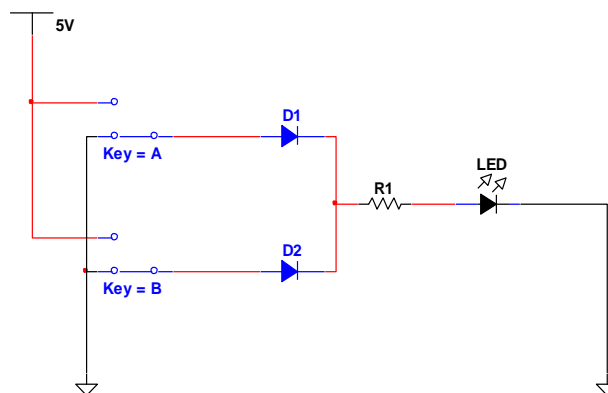 5V
D1
Key = A
LED
R1
D2
Key = B